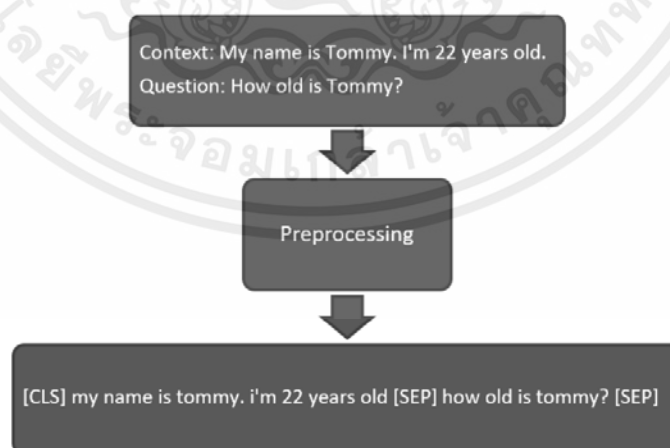 Context: My name is Tommy. I'm 22 years old.
Question: How old is Tommy?
Preprocessing
[CLS] my name is tommy. i'm 22 years old [SEP] how old is tommy? [SEP]